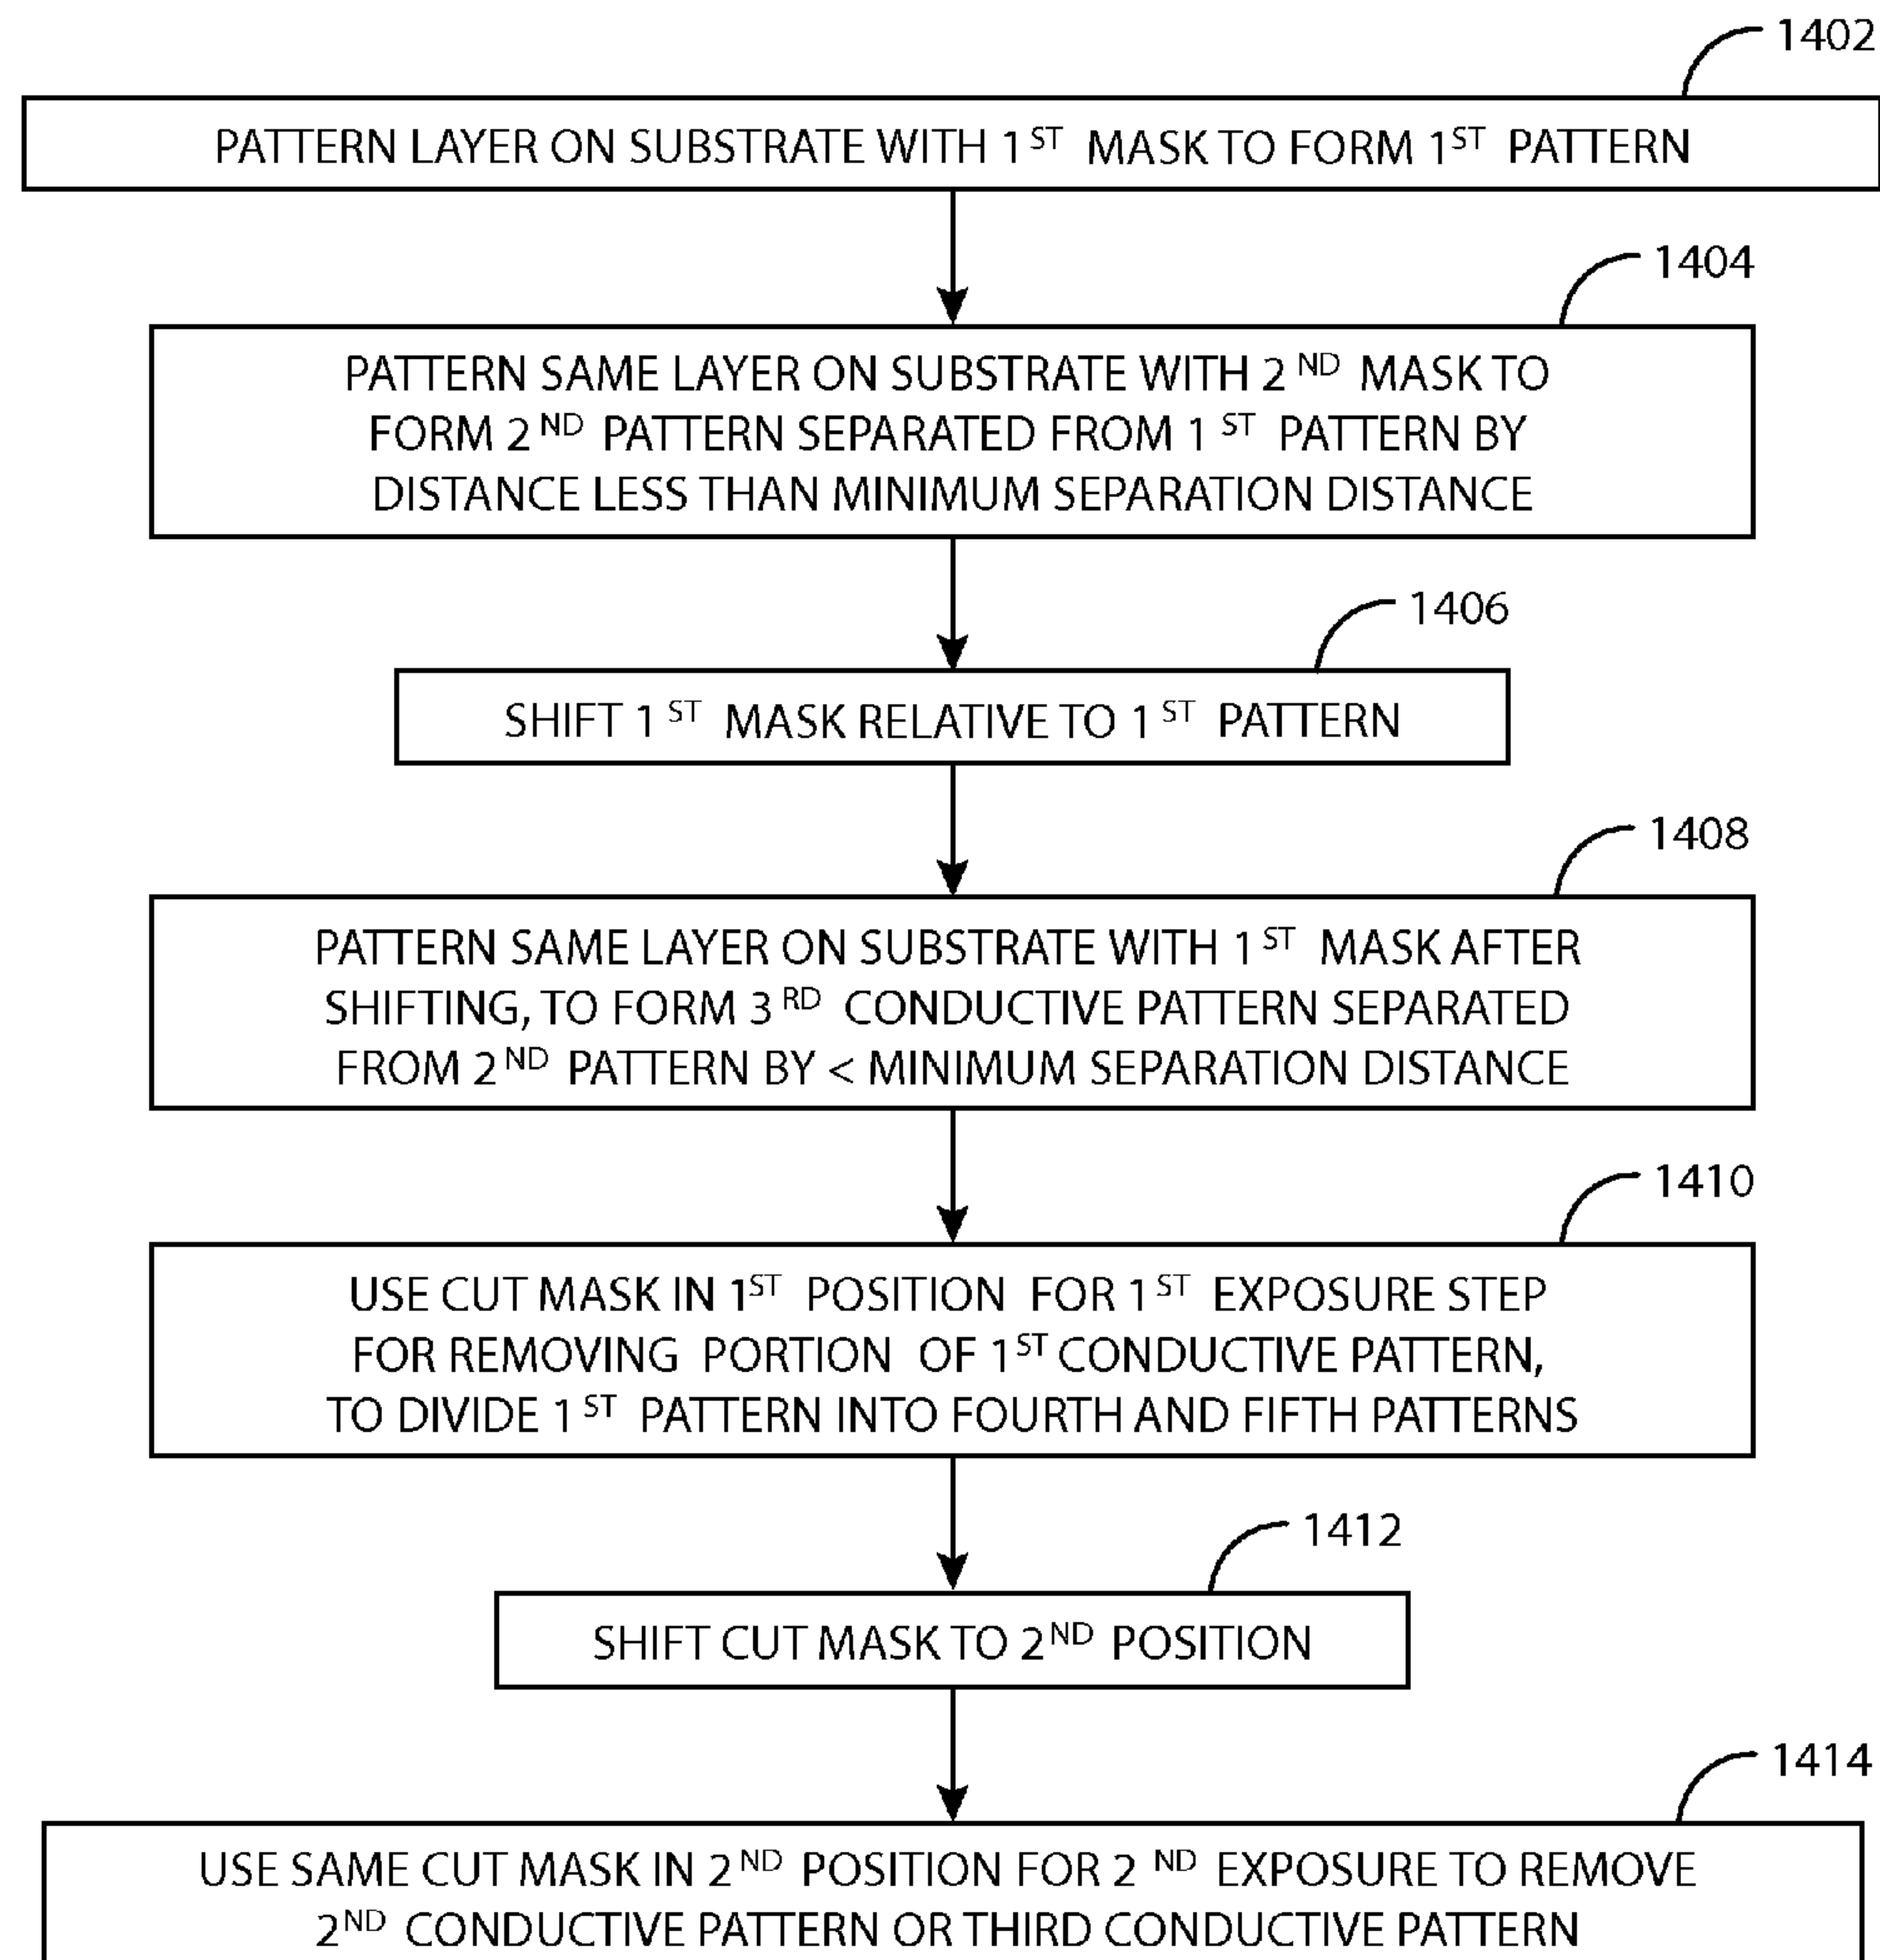 1402
PATTERN LAYER ON SUBSTRATE WITH 1ST MASK TO FORM 1ST PATTERN
1404
PATTERN SAME LAYER ON SUBSTRATE WITH 2ND MASK TO
FORM 2ND PATTERN SEPARATED FROM 1ST PATTERN BY
DISTANCE LESS THAN MINIMUM SEPARATION DISTANCE
1406
SHIFT 1ST MASK RELATIVE TO 1ST PATTERN
1408
PATTERN SAME LAYER ON SUBSTRATE WITH 1ST MASK AFTER
SHIFTING, TO FORM 3RD CONDUCTIVE PATTERN SEPARATED
FROM 2ND PATTERN BY < MINIMUM SEPARATION DISTANCE
1410
USE CUT MASK IN 1ST POSITION FOR 1ST EXPOSURE STEP
FOR REMOVING PORTION OF 1ST CONDUCTIVE PATTERN,
TO DIVIDE 1ST PATTERN INTO FOURTH AND FIFTH PATTERNS
1412
SHIFT CUT MASK TO 2ND POSITION
1414
USE SAME CUT MASK IN 2ND POSITION FOR 2ND EXPOSURE TO REMOVE
2ND CONDUCTIVE PATTERN OR THIRD CONDUCTIVE PATTERN